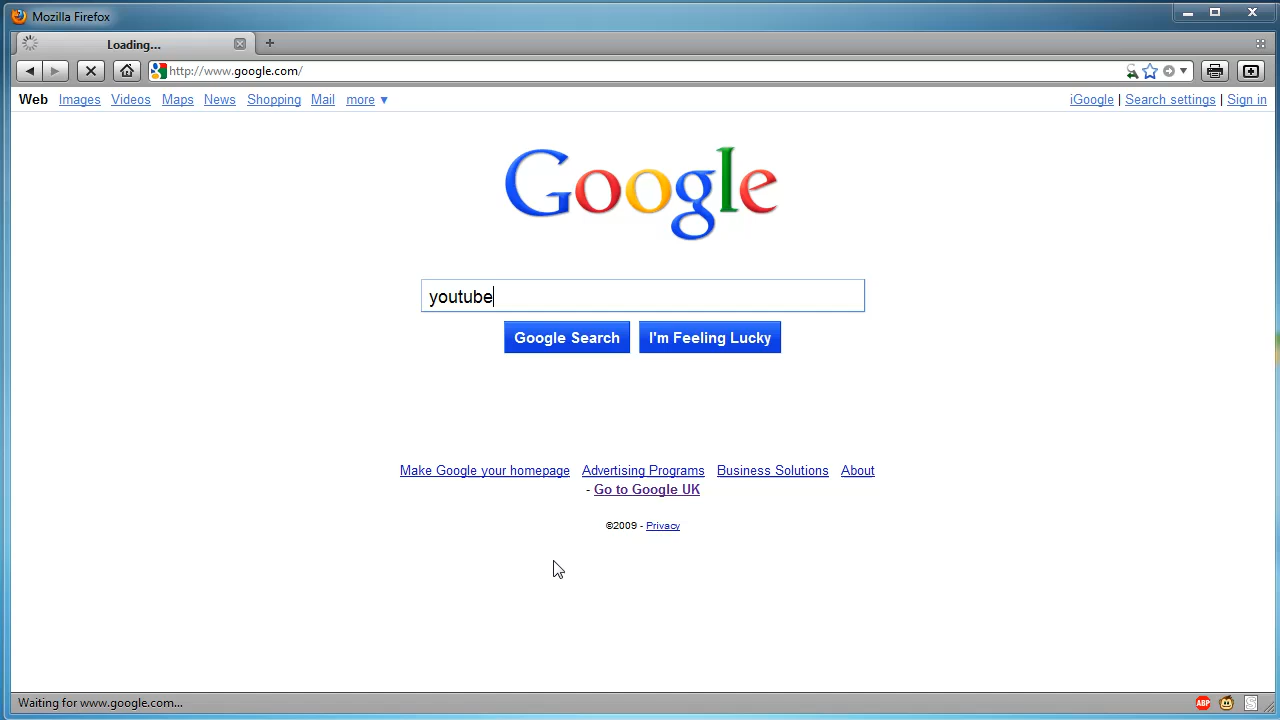 Mozilla Firefox
Loading...
http://www.google.com/
Web Images Videos Maps News Shopping Mail more ▼ iGoogle | Search settings | Sign in
Google
youtube
Google Search I'm Feeling Lucky
Make Google your homepage Advertising Programs Business Solutions About
- Go to Google UK
©2009 - Privacy
Waiting for www.google.com...
ABP